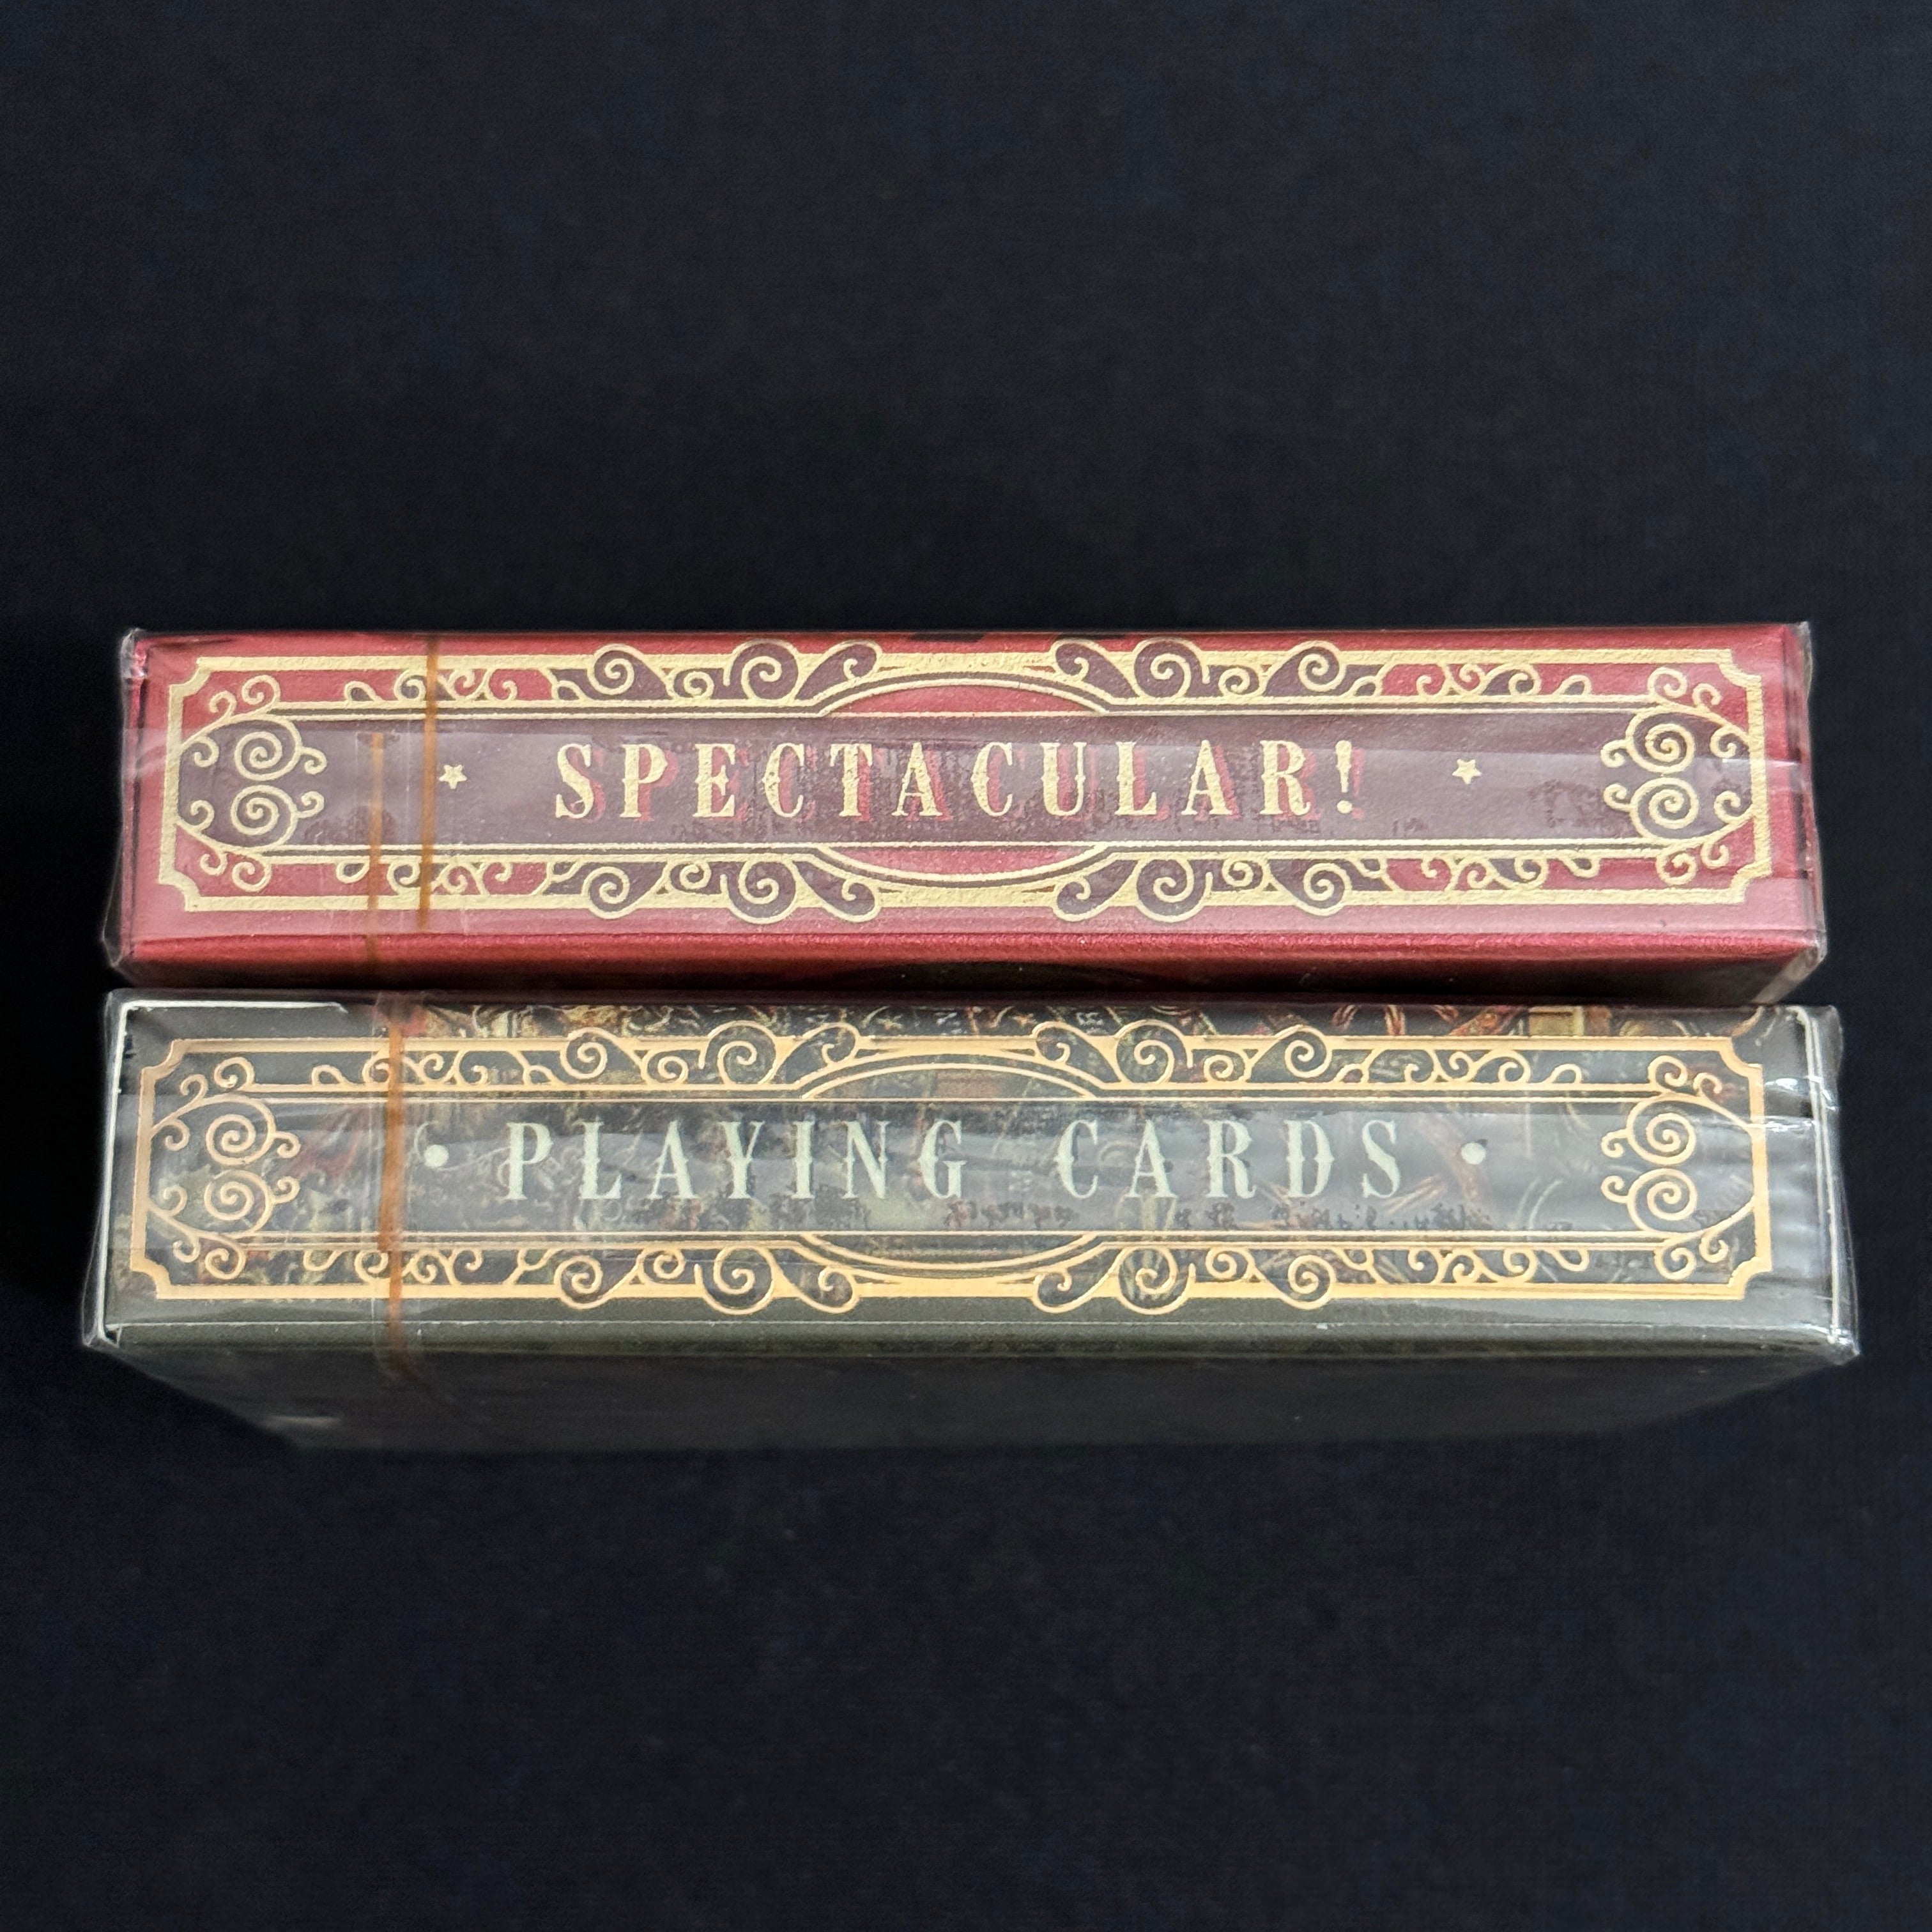 SPECTACULAR!
• PLAYING CARDS •